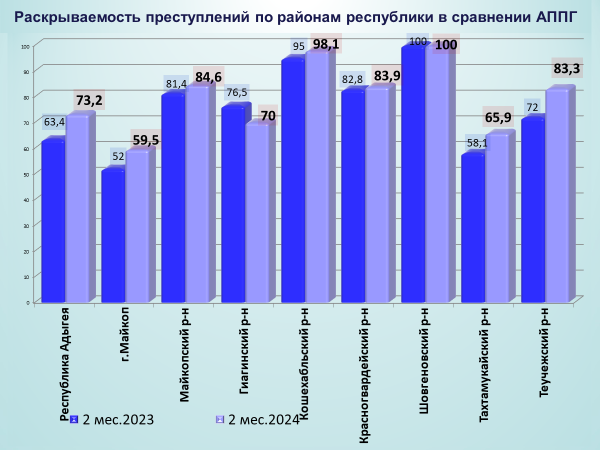 Раскрываемость преступлений по районам республики в сравнении АППГ
100
90
80
70
60
50
40
30
20
10
0
63,4
73,2
52
59,5
81,4
84,6
76,5
70
95
98,1
82,8
83,9
100
100
58,1
65,9
72
83,3
Республика Адыгея
г.Майкоп
Майкопский р-н
Гиагинский р-н
Кошехабльский р-н
Красногвардейский р-н
Шовгеновский р-н
Тахтамукайский р-н
Теучежский р-н
2 мес.2023
2 мес.2024